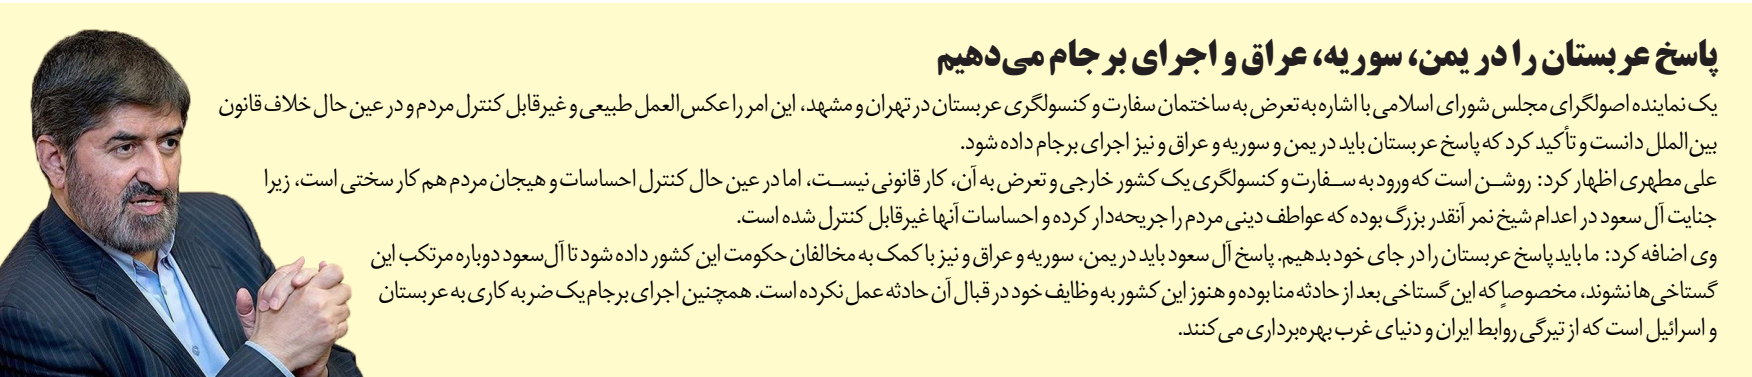 پاسخ عربستان را در یمن، سوریه، عراق و اجرای برجام می‌دهیم
یک نماینده اصولگرای مجلس شورای اسلامی با اشاره به تعرض به ساختمان سفارت و کنسولگری عربستان در تهران و مشهد، این امر را عکس‌العمل طبیعی و غیرقابل کنترل مردم و در عین حال خلاف قانون
بین‌الملل دانست و تأکید کرد که پاسخ عربستان باید در یمن و سوریه و عراق و نیز اجرای برجام داده شود.
علی مطهری اظهار کرد: روشن است که ورود به سفارت و کنسولگری یک کشور خارجی و تعرض به آن، کار قانونی نیست، اما در عین حال کنترل احساسات و هیجان مردم هم کار سختی است، زیرا
جنایت آل سعود در اعدام شیخ نمر آنقدر بزرگ بوده که عواطف دینی مردم را جریحه‌دار کرده و احساسات آنها غیرقابل کنترل شده است.
وی اضافه کرد: ما باید پاسخ عربستان را در جای خود بدهیم. پاسخ آل سعود باید در یمن، سوریه و عراق و نیز با کمک به مخالفان حکومت این کشور داده شود تا آل‌سعود دوباره مرتکب این
گستاخی‌ها نشوند، مخصوصاً که این گستاخی بعد از حادثه منا بوده و هنوز این کشور به وظایف خود در قبال آن حادثه عمل نکرده است. همچنین اجرای برجام یک ضربه کاری به عربستان
و اسرائیل است که از تیرگی روابط ایران و دنیای غرب بهره‌برداری می‌کنند.